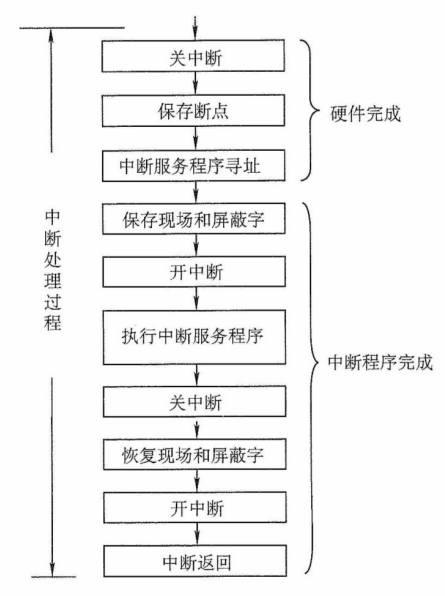 关中断
保存断点
中断服务程序寻址
硬件完成
保存现场和屏蔽字
开中断
执行中断服务程序
关中断
恢复现场和屏蔽字
开中断
中断返回
中断程序完成
中断处理过程